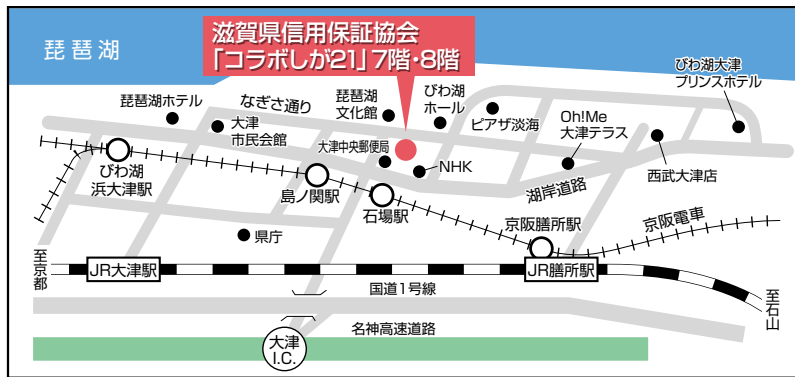 琵琶湖
滋賀県信用保証協会
「コラボしが21」7階・8階
びわ湖大津
プリンスホテル
琵琶湖ホテル
なぎさ通り
琵琶湖
文化館
びわ湖
ホール
ピアザ淡海
Oh!Me
大津テラス
大津
市民会館
大津中央郵便局
NHK
西武大津店
びわ湖
浜大津駅
島ノ関駅
石場駅
湖岸道路
県庁
京阪膳所駅
京阪電車
至京都
JR大津駅
JR膳所駅
至石山
国道1号線
名神高速道路
大津
I.C.